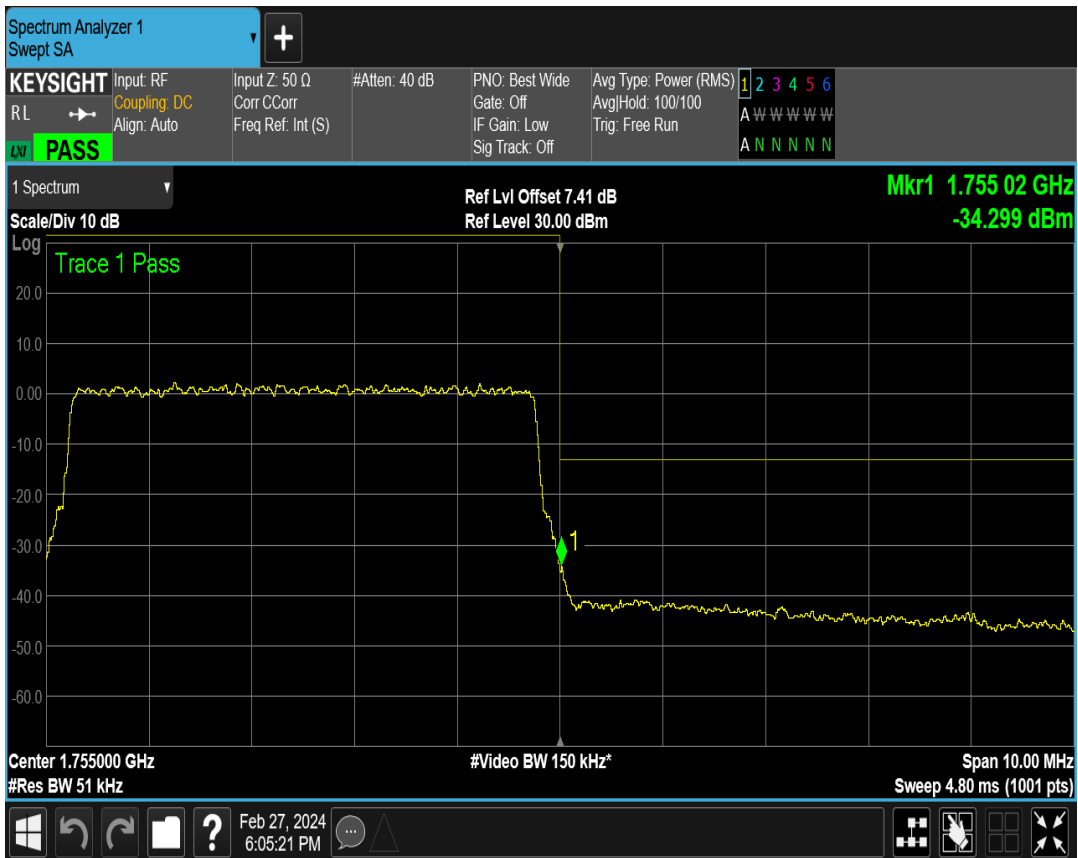 Spectrum Analyzer 1
Swept SA
+
KEYSIGHT
RL
LXI
PASS
Input: RF
Coupling: DC
Align: Auto
Input Z: 50 Ω
Corr CCorr
Freq Ref: Int (S)
#Atten: 40 dB
PNO: Best Wide
Gate: Off
IF Gain: Low
Sig Track: Off
Avg Type: Power (RMS)
Avg|Hold: 100/100
Trig: Free Run
1 2 3 4 5 6
A W W W W W
A N N N N N
1 Spectrum
Scale/Div 10 dB
Ref Lvl Offset 7.41 dB
Ref Level 30.00 dBm
Mkr1 1.755 02 GHz
-34.299 dBm
Log
Trace 1 Pass
20.0
10.0
0.00
-10.0
-20.0
-30.0
1
-40.0
-50.0
-60.0
Center 1.755000 GHz
#Video BW 150 kHz*
Span 10.00 MHz
#Res BW 51 kHz
Sweep 4.80 ms (1001 pts)
?
Feb 27, 2024
6:05:21 PM